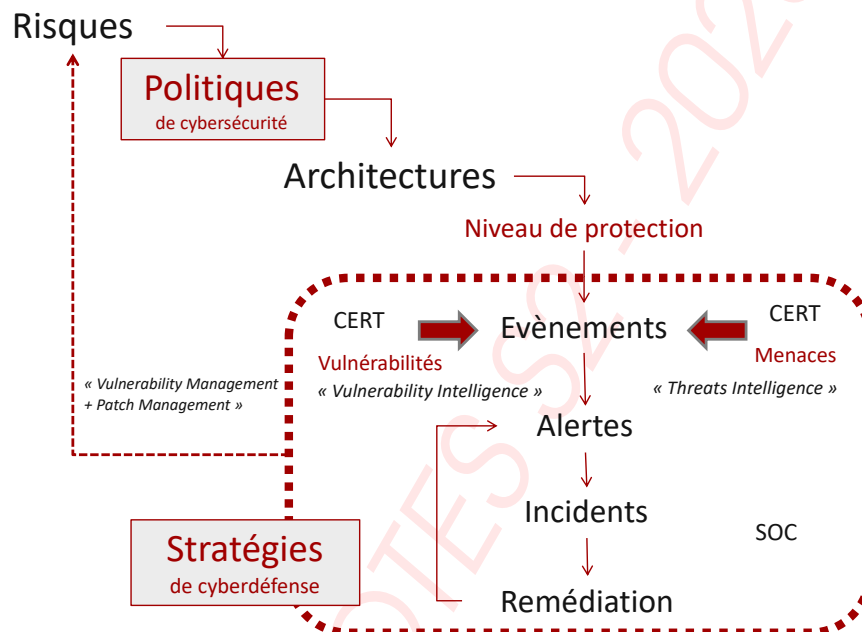 Risques
Politiques
de cybersécurité
Architectures
Niveau de protection
CERT
Evènements
CERT
Vulnérabilités
Menaces
« Vulnerability Management
+ Patch Management »
« Vulnerability Intelligence »
« Threats Intelligence »
Alertes
Incidents
SOC
Stratégies
de cyberdéfense
Remédiation